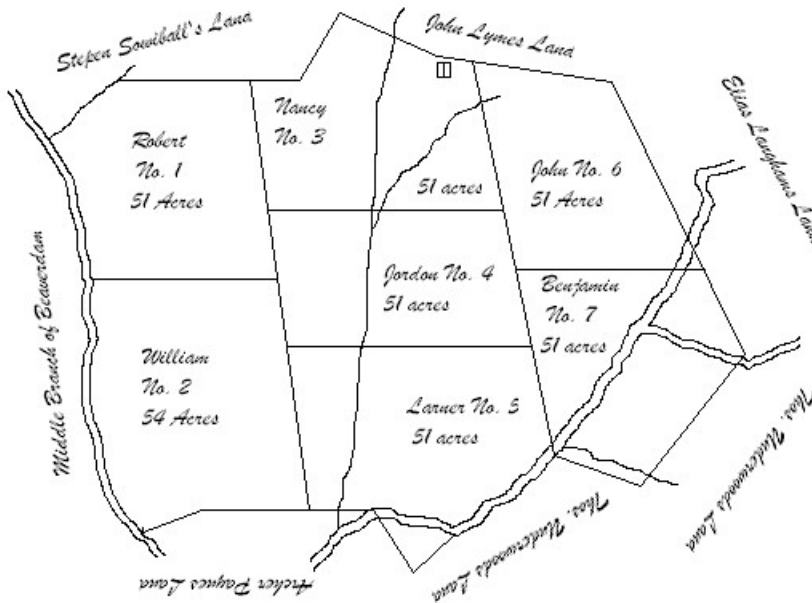 Stepen Sowiball's Land
John Lymes Land
Elias Langhams Land
Nancy
No. 3
51 acres
Robert
No. 1
51 Acres
John No. 6
51 Acres
Middle Branch of Beaverdam
Jordon No. 4
51 acres
Benjamin
No. 7
51 acres
William
No. 2
54 Acres
Larner No. 5
51 acres
Thos. Underwoods Land
Thos. Underwoods Land
Archer Paynes Land